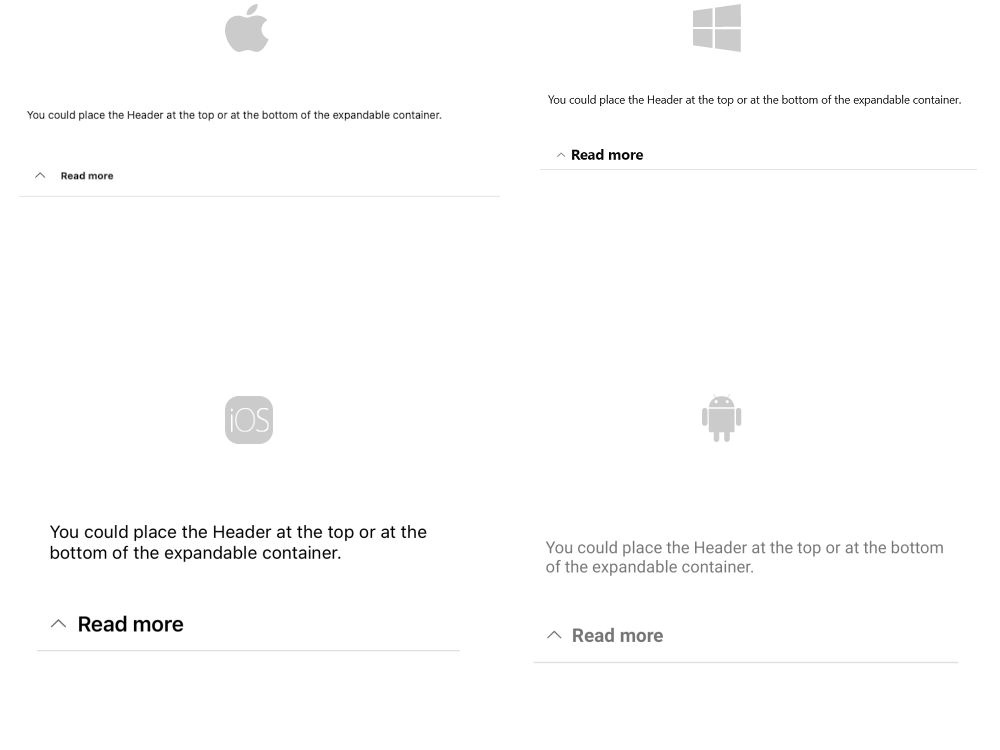 You could place the Header at the top or at the bottom of the expandable container.
Read more
You could place the Header at the top or at the bottom of the expandable container.
Read more
iOS
You could place the Header at the top or at the
bottom of the expandable container.
Read more
You could place the Header at the top or at the bottom
of the expandable container.
Read more